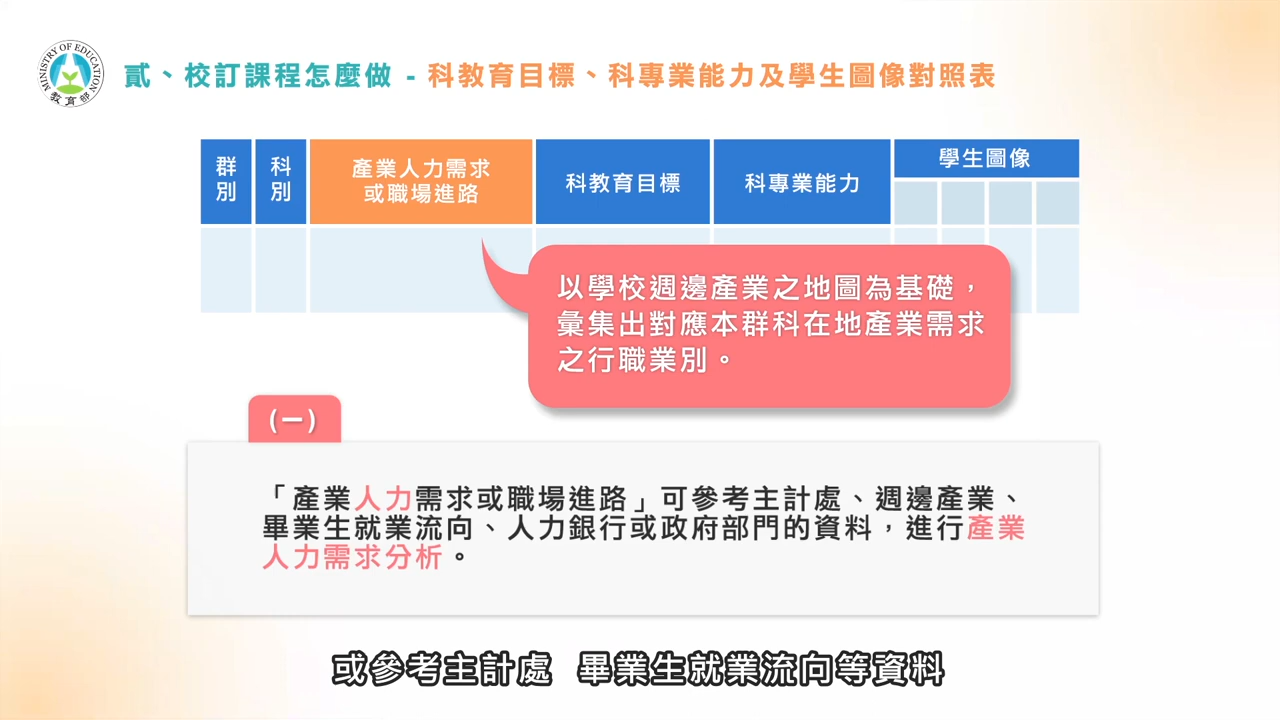 MINISTRY OF EDUCATION
教育部
貳、校訂課程怎麼做 - 科教育目標、科專業能力及學生圖像對照表
群別
科別
產業人力需求
或職場進路
科教育目標
科專業能力
學生圖像
以學校週邊產業之地圖為基礎，
彙集出對應本群科在地產業需求
之行職業別。
(一)
「產業人力需求或職場進路」可參考主計處、週邊產業、
畢業生就業流向、人力銀行或政府部門的資料，進行產業
人力需求分析。
或參考主計處 畢業生就業流向等資料